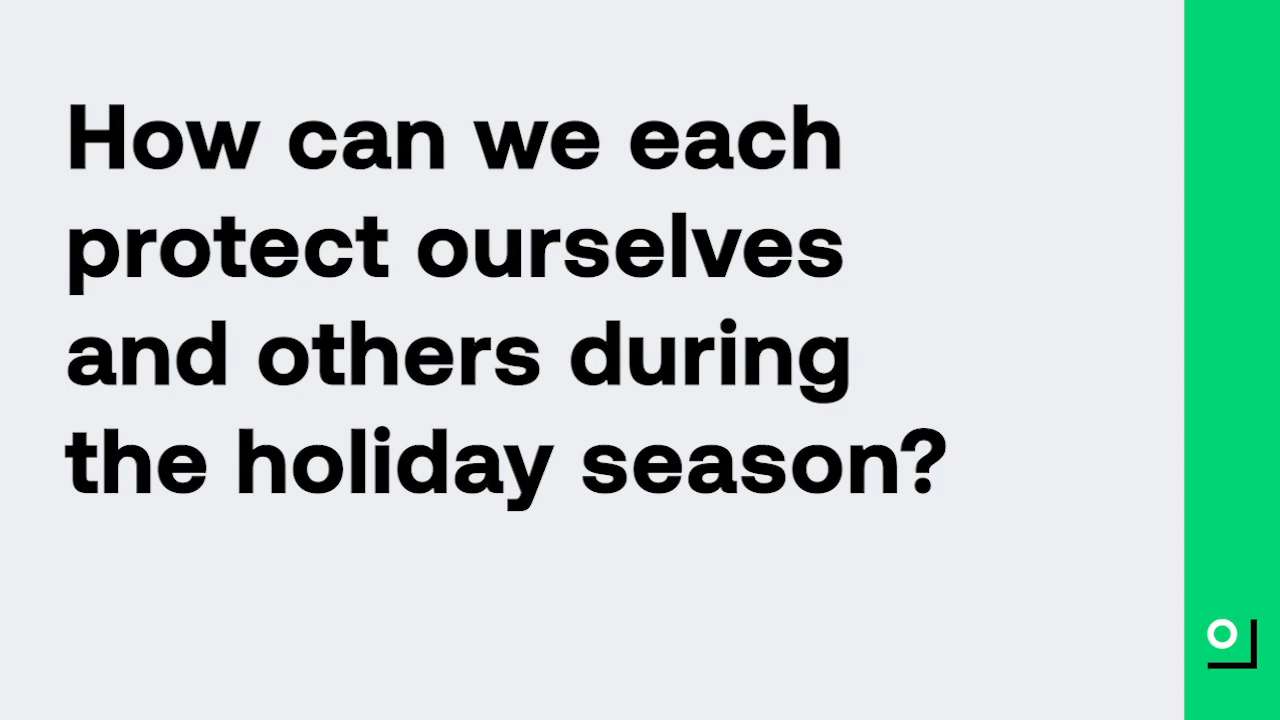 How can we each
protect ourselves
and others during
the holiday season?